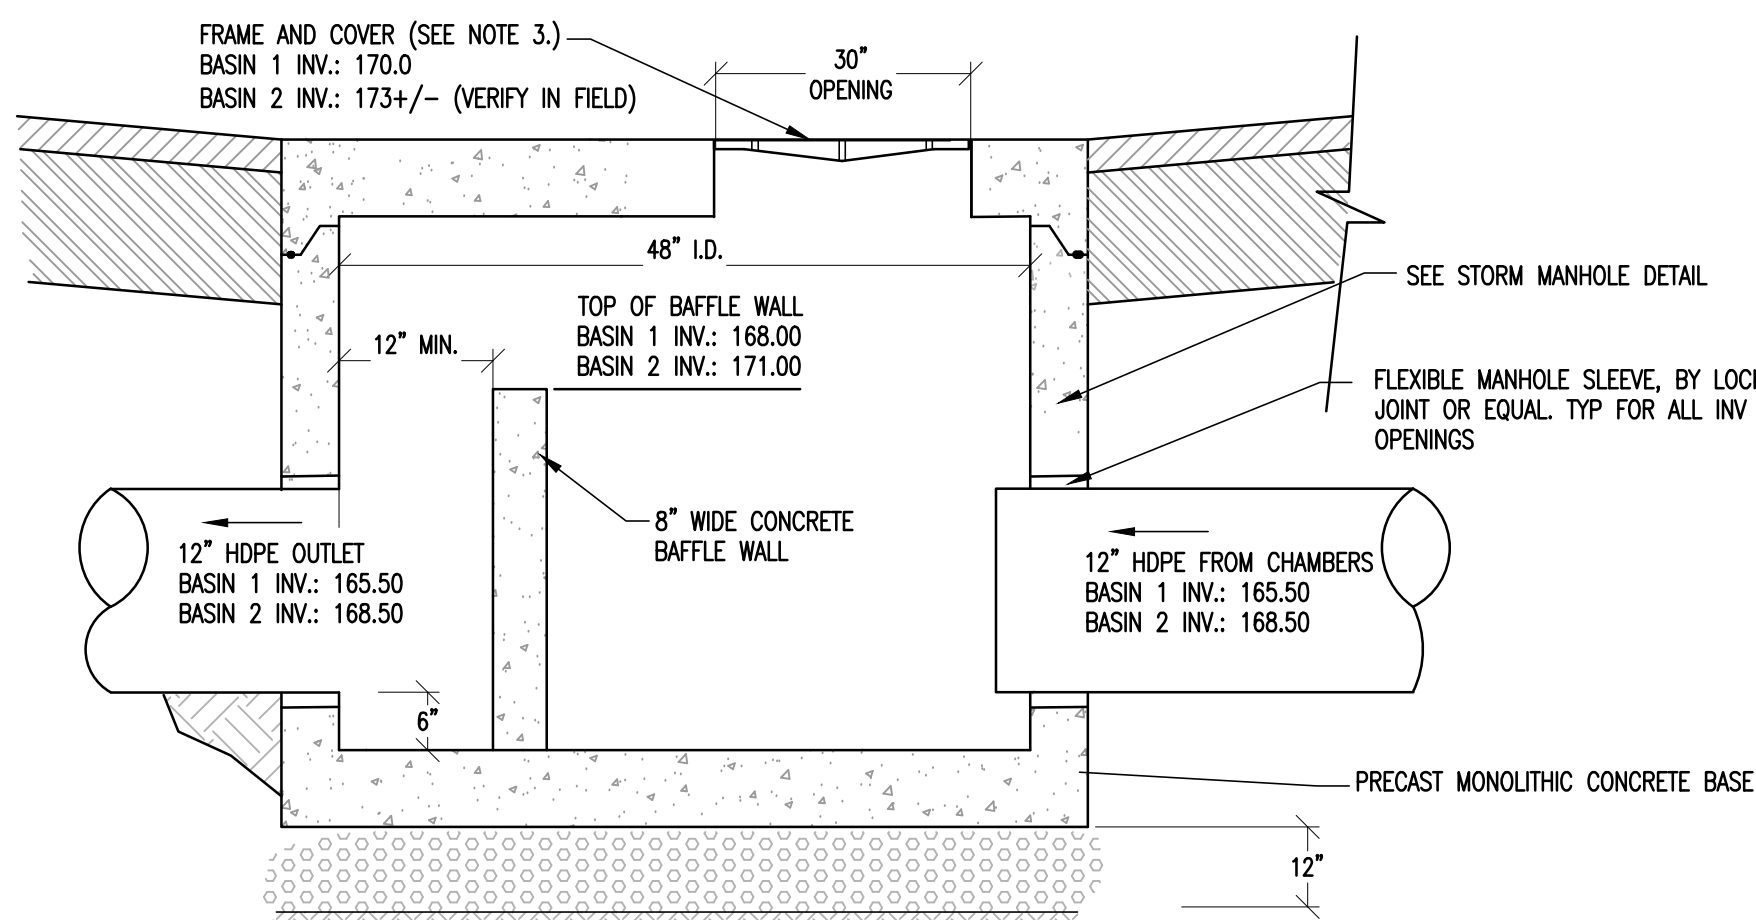 FRAME AND COVER (SEE NOTE 3.)
BASIN 1 INV.: 170.0
BASIN 2 INV.: 173+/- (VERIFY IN FIELD)
30"
OPENING
48" I.D.
TOP OF BAFFLE WALL
BASIN 1 INV.: 168.00
BASIN 2 INV.: 171.00
12" MIN.
SEE STORM MANHOLE DETAIL
FLEXIBLE MANHOLE SLEEVE, BY
JOINT OR EQUAL. TYP FOR ALL INV
OPENINGS
8" WIDE CONCRETE
BAFFLE WALL
12" HDPE OUTLET
BASIN 1 INV.: 165.50
BASIN 2 INV.: 168.50
12" HDPE FROM CHAMBERS
BASIN 1 INV.: 165.50
BASIN 2 INV.: 168.50
6"
PRECAST MONOLITHIC CONCRETE BASE
12"